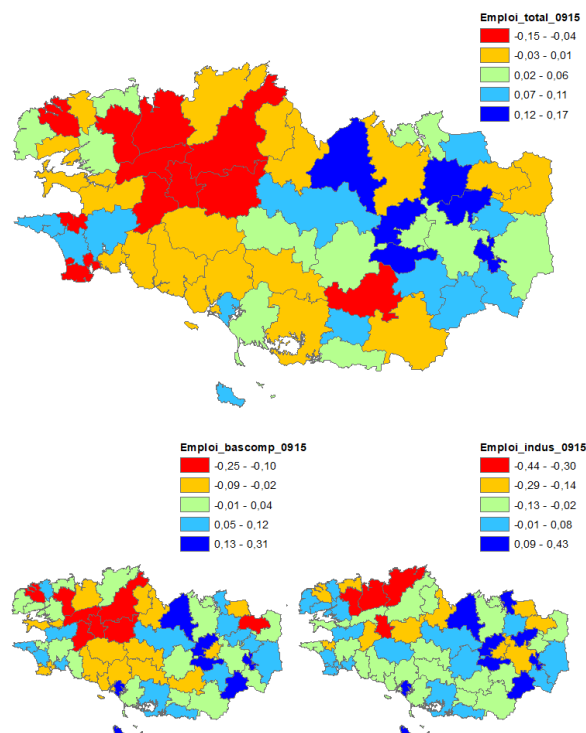 Emploi_total_0915
-0,15 - -0,04
-0,03 - 0,01
0,02 - 0,06
0,07 - 0,11
0,12 - 0,17
Emploi_bascomp_0915
-0,25 - -0,10
-0,09 - -0,02
-0,01 - 0,04
0,05 - 0,12
0,13 - 0,31
Emploi_indus_0915
-0,44 - -0,30
-0,29 - -0,14
-0,13 - -0,02
-0,01 - 0,08
0,09 - 0,43